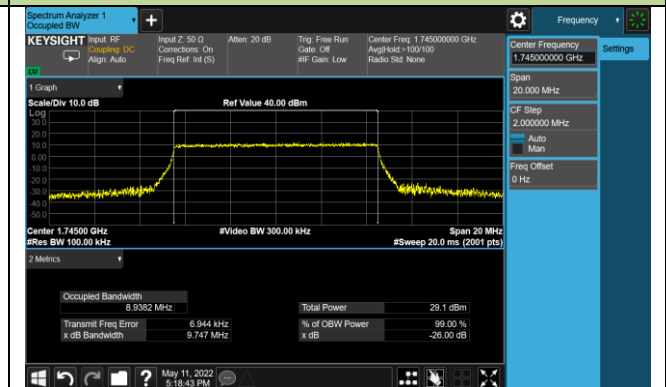 Spectrum Analyzer 1
Occupied BW
+
Frequency
KEYSIGHT
Input: RF
Coupling: DC
Align: Auto
Input Z: 50 Ω
Corrections: On
Freq Ref: Int (S)
Atten: 20 dB
Trig: Free Run
Gate: Off
#IF Gain: Low
Center Freq: 1.745000000 GHz
Avg|Hold:>100/100
Radio Std: None
Center Frequency
1.745000000 GHz
Settings
Span
20.000 MHz
CF Step
2.000000 MHz
Auto
Man
Freq Offset
0 Hz
1 Graph
Scale/Div 10.0 dB
Ref Value 40.00 dBm
Log
30.0
20.0
10.0
0.00
-10.0
-20.0
-30.0
-40.0
-50.0
Center 1.74500 GHz
#Video BW 300.00 kHz
Span 20 MHz
#Res BW 100.00 kHz
#Sweep 20.0 ms (2001 pts)
2 Metrics
Occupied Bandwidth
8.9382 MHz
Total Power
29.1 dBm
Transmit Freq Error
6.944 kHz
% of OBW Power
99.00 %
x dB Bandwidth
9.747 MHz
x dB
-26.00 dB
?
May 11, 2022
5:18:43 PM